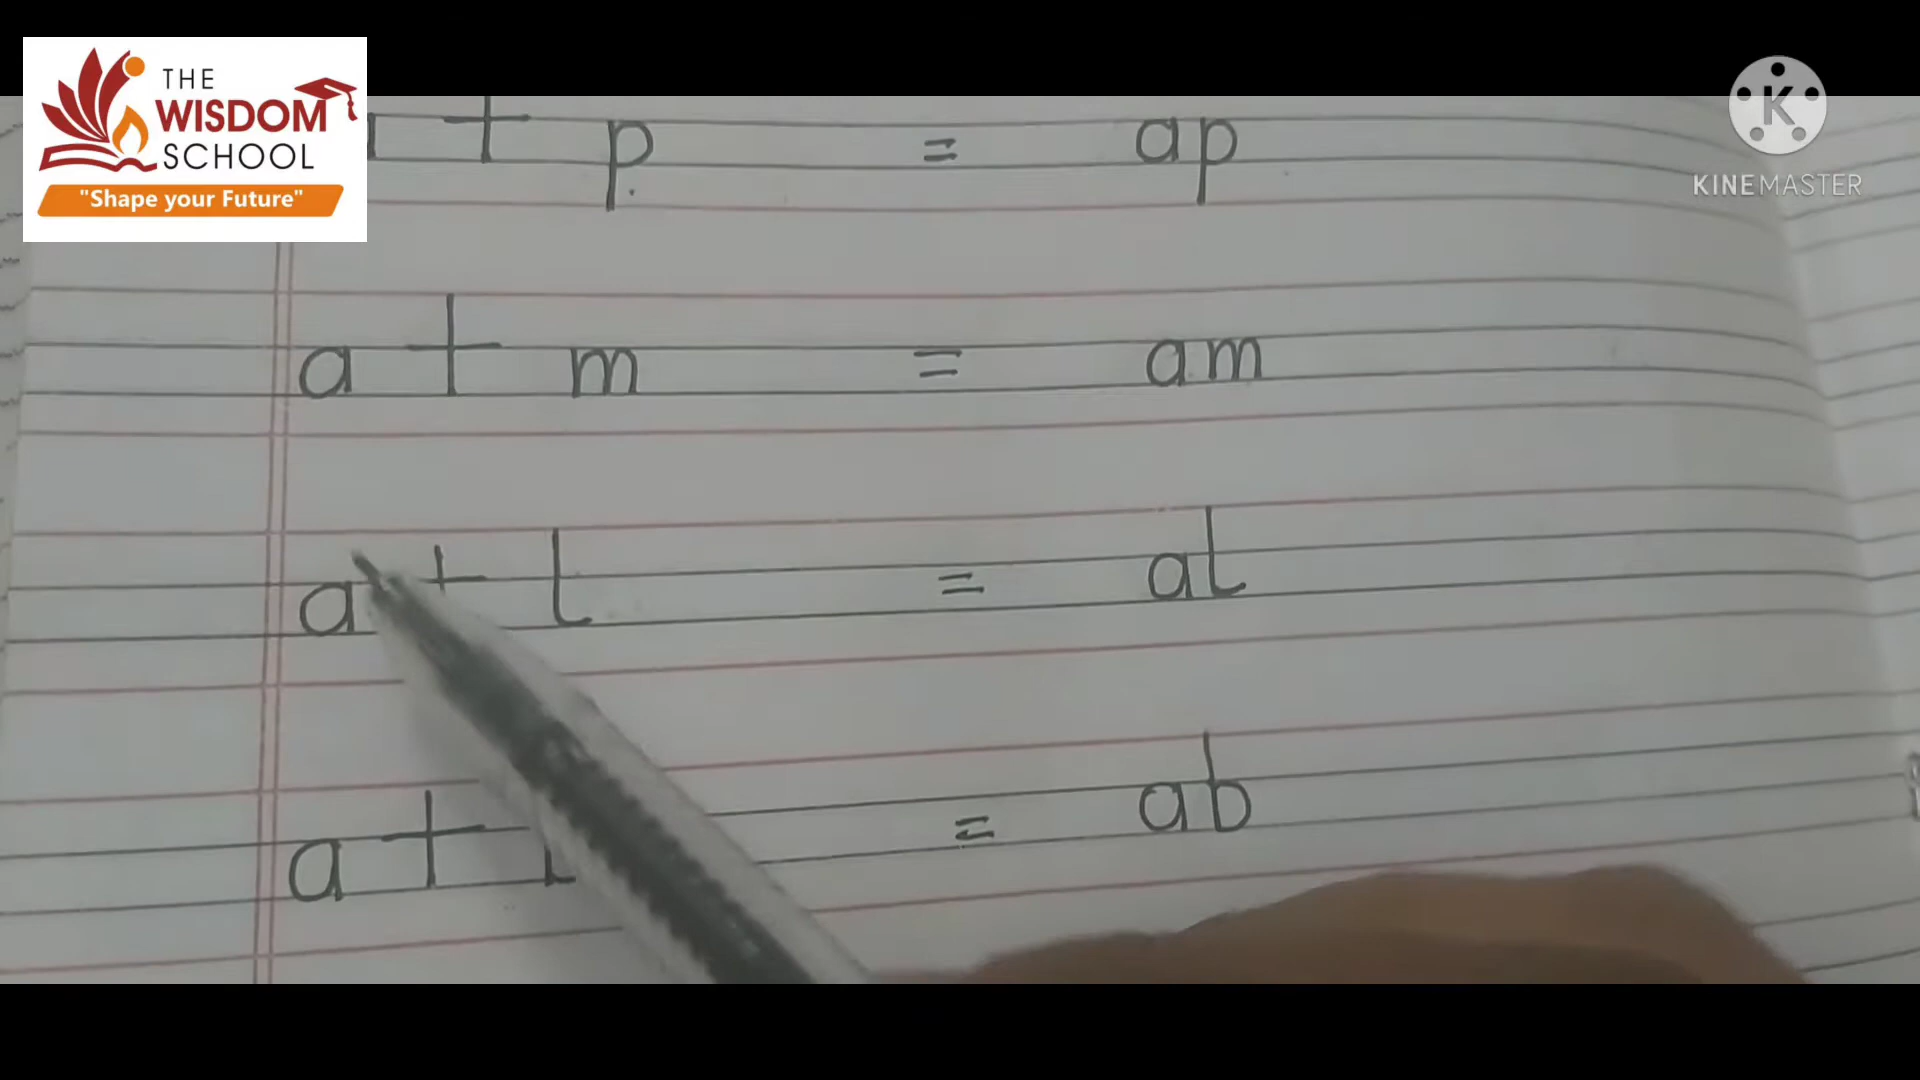 THE
WISDOM
SCHOOL
"Shape your Future"
KINEMASTER
+ p = ap
a + m = am
a + l = al
a + = ab